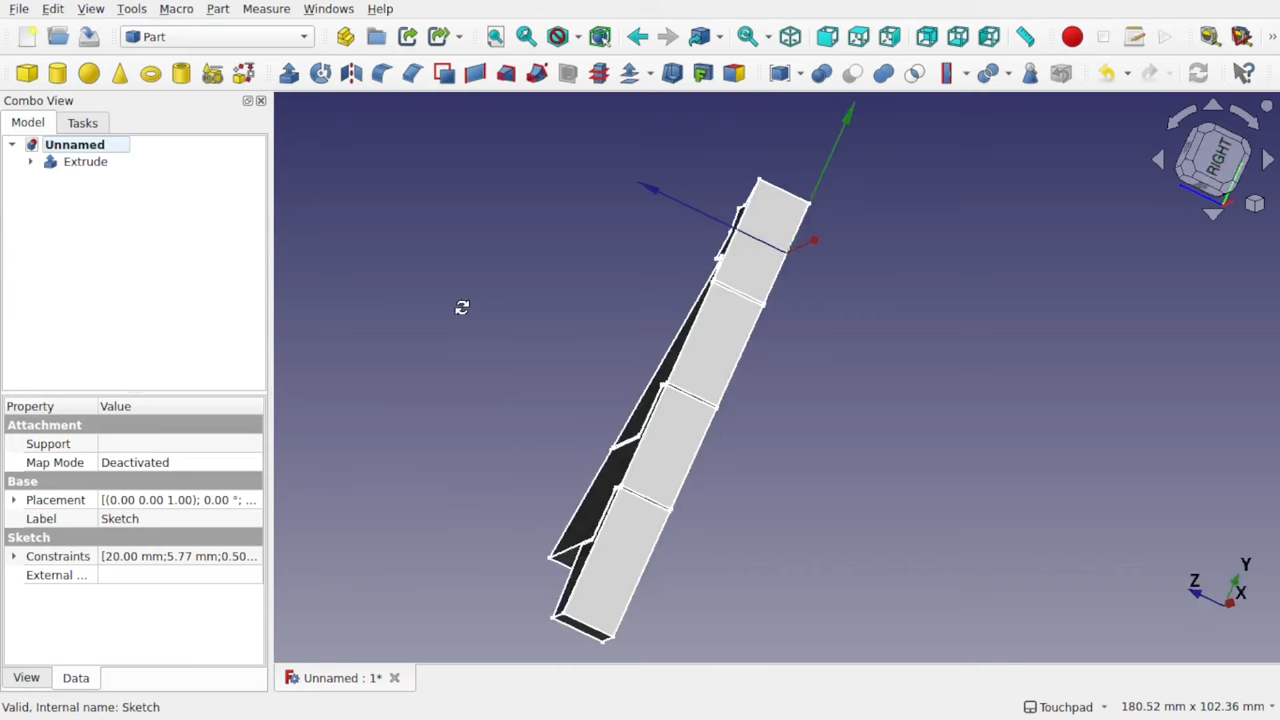 File Edit View Tools Macro Part Measure Windows Help
Part
»
Combo View
Model Tasks
Unnamed
Extrude
Property Value
Attachment
Support
Map Mode Deactivated
Base
Placement [(0.00 0.00 1.00); 0.00 °; ...
Label Sketch
Sketch
Constraints [20.00 mm;5.77 mm;0.50...
External ...
View Data
RIGHT
Y
Z
X
Unnamed : 1*
Valid, Internal name: Sketch
Touchpad 180.52 mm x 102.36 mm